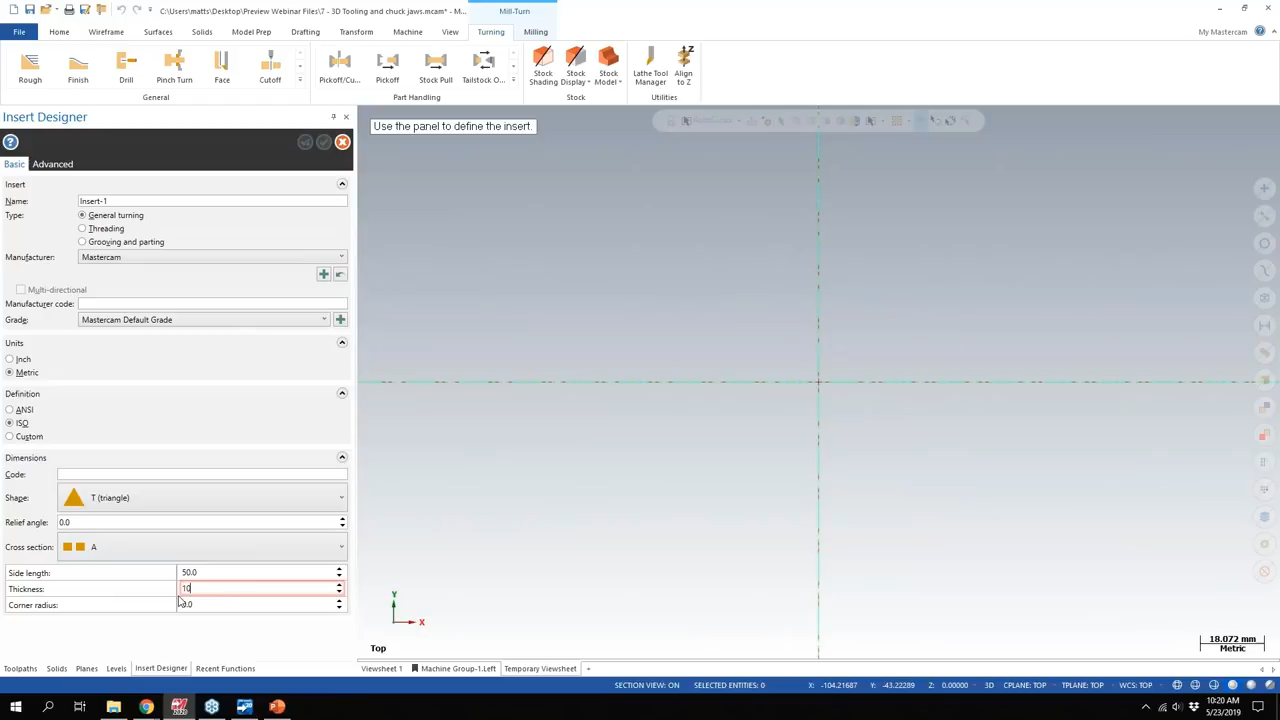 C:\Users\matts\Desktop\Preview Webinar Files\7 - 3D Tooling and chuck jaws.mcam* - M...
Mill-Turn
File Home Wireframe Surfaces Solids Model Prep Drafting Transform Machine View Turning Milling
My Mastercam
Rough Finish Drill Pinch Turn Face Cutoff
Pickoff/Cu... Pickoff Stock Pull Tailstock O...
Stock Shading Stock Display Stock Model
Lathe Tool Manager Align to Z
General Part Handling Stock Utilities
Insert Designer
Use the panel to define the insert.
Basic Advanced
Insert
Name: Insert-1
Type: General turning
Threading
Grooving and parting
Manufacturer: Mastercam
Multi-directional
Manufacturer code:
Grade: Mastercam Default Grade
Units
Inch
Metric
Definition
ANSI
ISO
Custom
Dimensions
Code:
Shape: T (triangle)
Relief angle: 0.0
Cross section: A
Side length: 50.0
Thickness: 10
Corner radius: 0.0
Y
X
Top
18.072 mm
Metric
Toolpaths Solids Planes Levels Insert Designer Recent Functions
Viewsheet 1 Machine Group-1.Left Temporary Viewsheet +
SECTION VIEW: ON SELECTED ENTITIES: 0 X: -104.21687 Y: -43.22289 Z: 0.00000 3D CPLANE: TOP TPLANE: TOP WCS: TOP
10:20 AM
5/23/2019